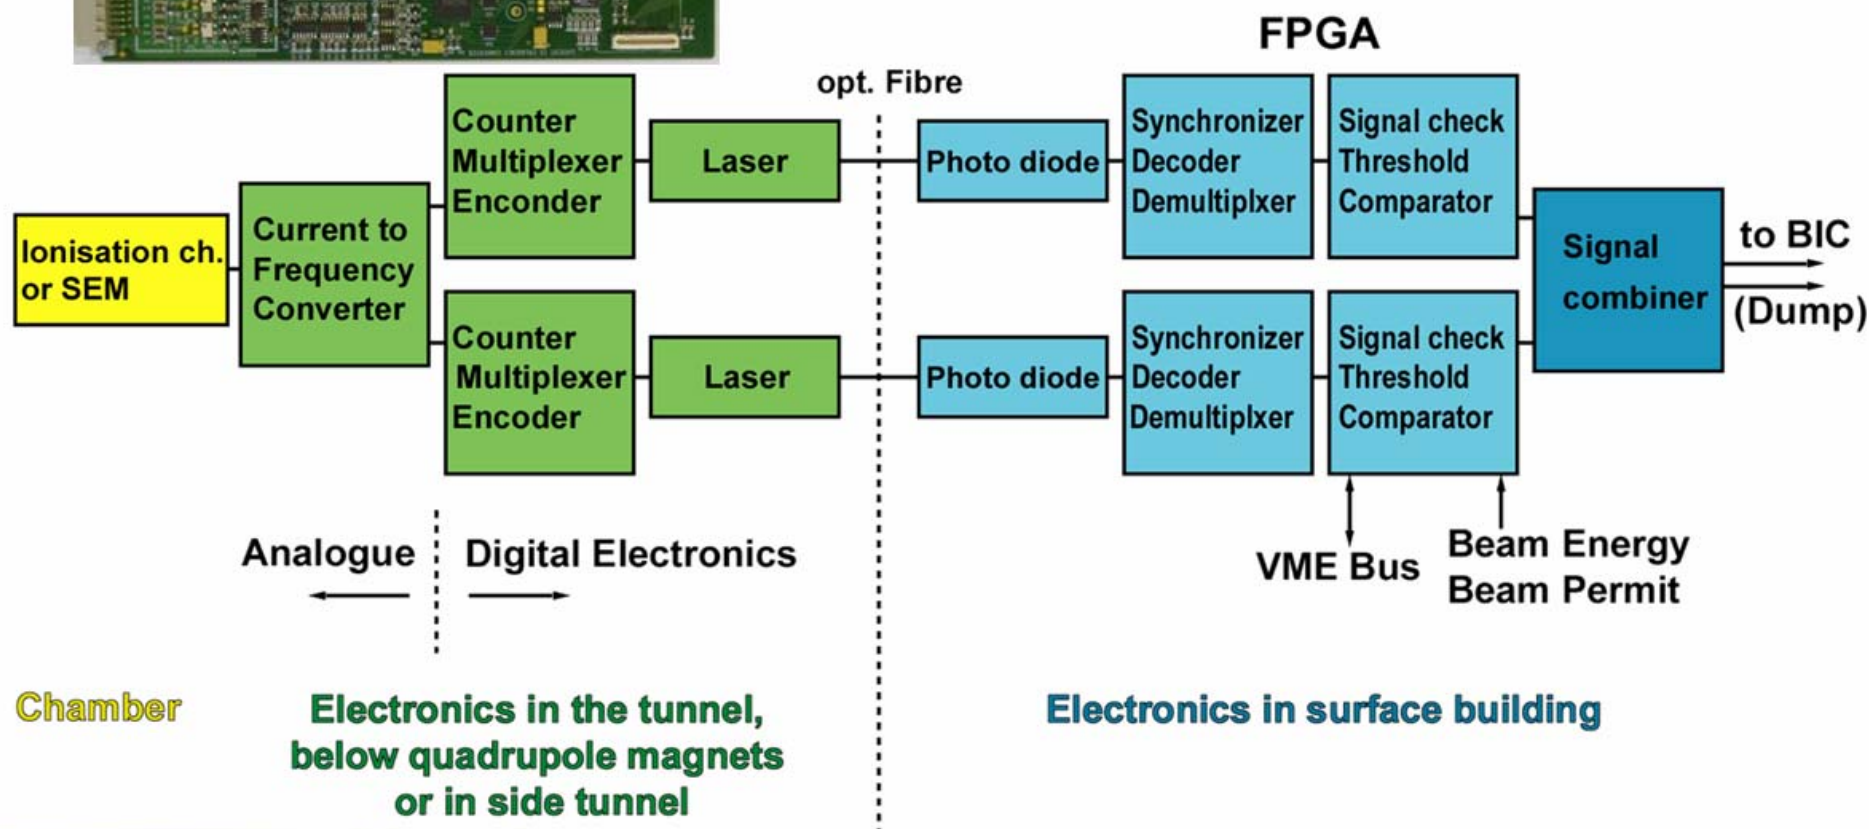 FPGA
opt. Fibre
Counter
Multiplexer
Enconder
Laser
Photo diode
Synchronizer
Decoder
Demultiplxer
Signal check
Threshold
Comparator
Ionisation ch.
or SEM
Current to
Frequency
Converter
Signal
combiner
to BIC
(Dump)
Counter
Multiplexer
Encoder
Laser
Photo diode
Synchronizer
Decoder
Demultiplxer
Signal check
Threshold
Comparator
Analogue
Digital Electronics
VME Bus
Beam Energy
Beam Permit
Chamber
Electronics in the tunnel,
below quadrupole magnets
or in side tunnel
Electronics in surface building